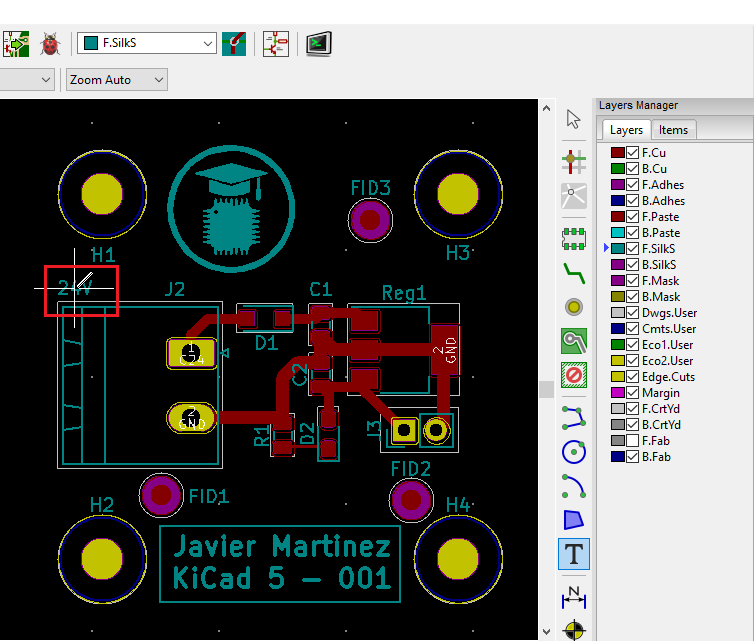 F.SilkS
Zoom Auto
Layers Manager
Layers
Items
F.Cu
B.Cu
F.Adhes
B.Adhes
F.Paste
B.Paste
F.SilkS
B.SilkS
F.Mask
B.Mask
Dwgs.User
Cmts.User
Eco1.User
Eco2.User
Edge.Cuts
Margin
F.CrtYd
B.CrtYd
F.Fab
B.Fab
FID3
H1
H3
J2
C1
Reg1
D1
1
2
GND
C2
2
GND
R1
D2
J3
FID2
FID1
H2
H4
Javier Martinez
KiCad 5 - 001
T
N